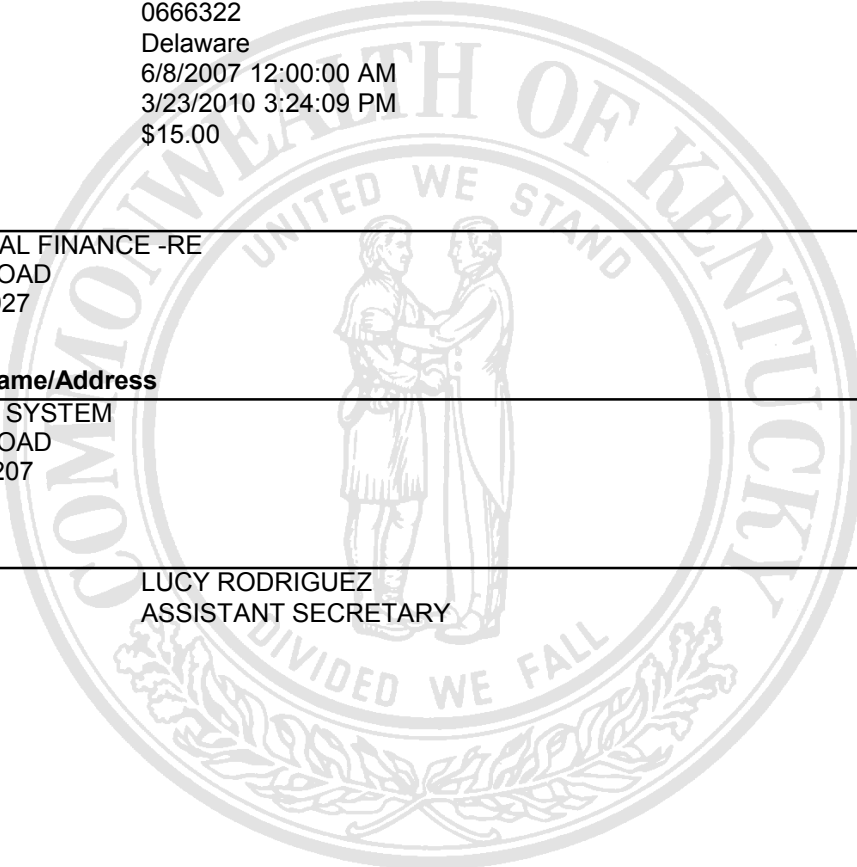 0666322
Delaware
6/8/2007 12:00:00 AM
3/23/2010 3:24:09 PM
$15.00
AL FINANCE -RE
OAD
027
ame/Address
SYSTEM
OAD
207
LUCY RODRIGUEZ
ASSISTANT SECRETARY
COMMONWEALTH OF KENTUCKY
UNITED WE STAND
DIVIDED WE FALL